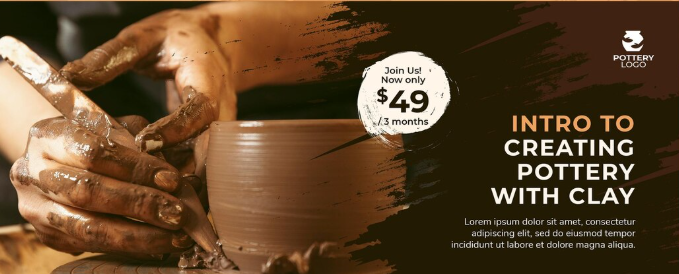 Join Us!
Now only
$49
/ 3 months
POTTERY
LOGO
INTRO TO
CREATING
POTTERY
WITH CLAY
Lorem ipsum dolor sit amet, consectetur
adipiscing elit, sed do eiusmod tempor
incididunt ut labore et dolore magna aliqua.